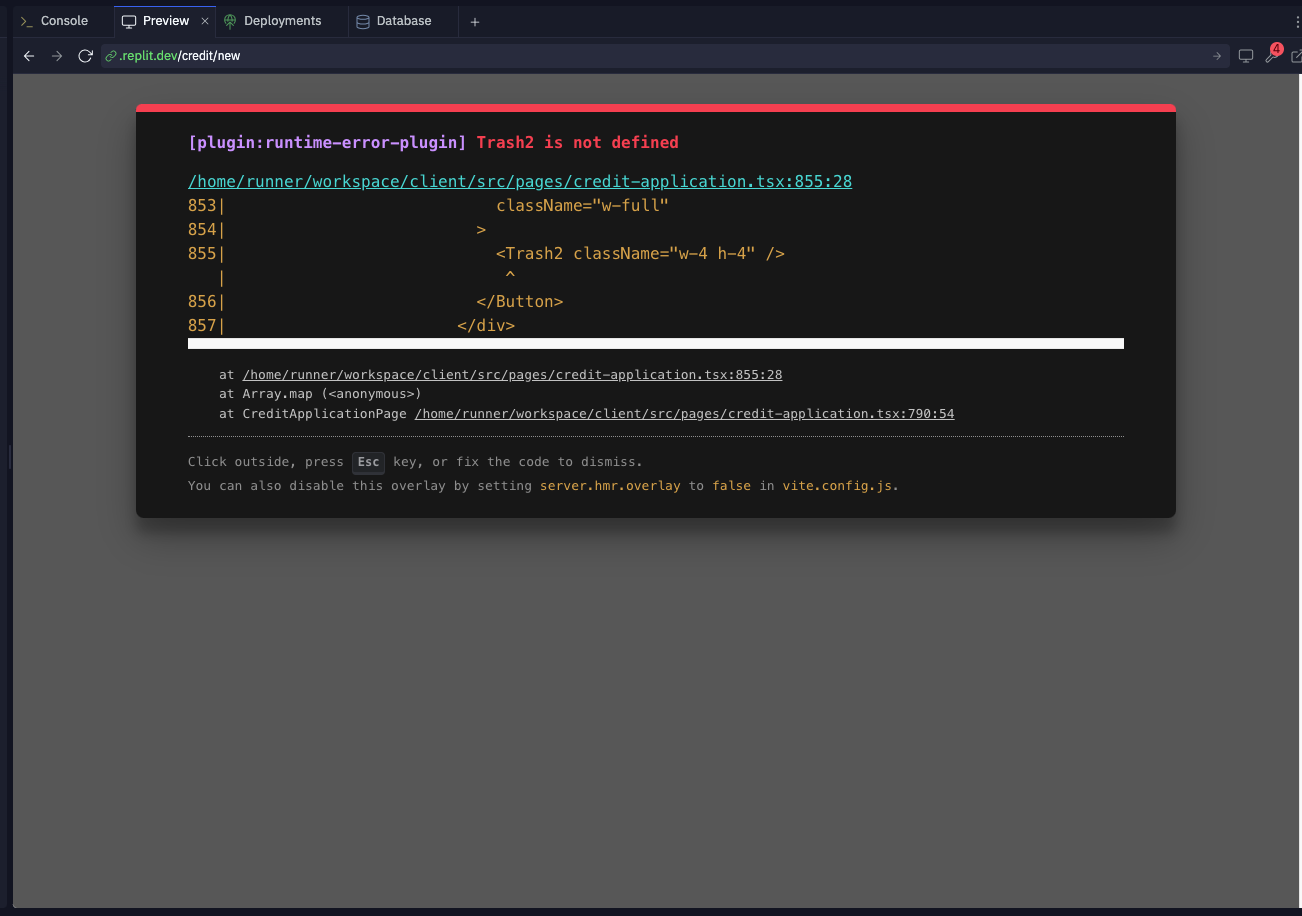 >_ Console Preview × Deployments Database +
.replit.dev/credit/new 4
[plugin:runtime-error-plugin] Trash2 is not defined
/home/runner/workspace/client/src/pages/credit-application.tsx:855:28
853| className="w-full"
854| >
855| <Trash2 className="w-4 h-4" />
| ^
856| </Button>
857| </div>
at /home/runner/workspace/client/src/pages/credit-application.tsx:855:28
at Array.map (<anonymous>)
at CreditApplicationPage /home/runner/workspace/client/src/pages/credit-application.tsx:790:54
Click outside, press Esc key, or fix the code to dismiss.
You can also disable this overlay by setting server.hmr.overlay to false in vite.config.js.